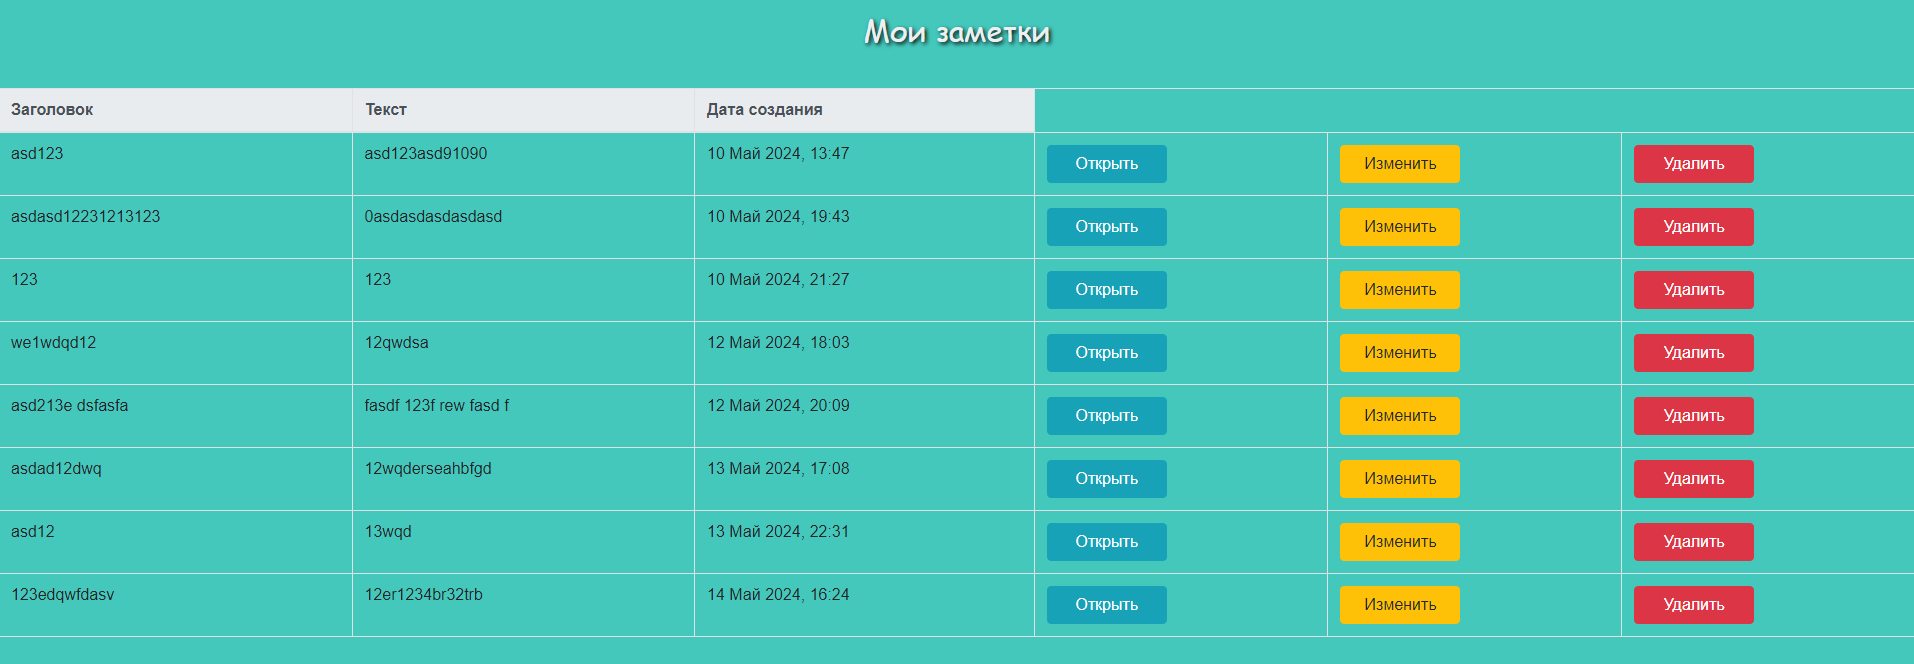 Мои заметки
Заголовок Текст Дата создания
asd123 asd123asd91090 10 Май 2024, 13:47 Открыть Изменить Удалить
asdasd12231213123 0asdasdasdasdasd 10 Май 2024, 19:43 Открыть Изменить Удалить
123 123 10 Май 2024, 21:27 Открыть Изменить Удалить
we1wdqd12 12qwdsa 12 Май 2024, 18:03 Открыть Изменить Удалить
asd213e dsfasfa fasdf 123f rew fasd f 12 Май 2024, 20:09 Открыть Изменить Удалить
asdad12dwq 12wqderseahbfgd 13 Май 2024, 17:08 Открыть Изменить Удалить
asd12 13wqd 13 Май 2024, 22:31 Открыть Изменить Удалить
123edqwfdasv 12er1234br32trb 14 Май 2024, 16:24 Открыть Изменить Удалить